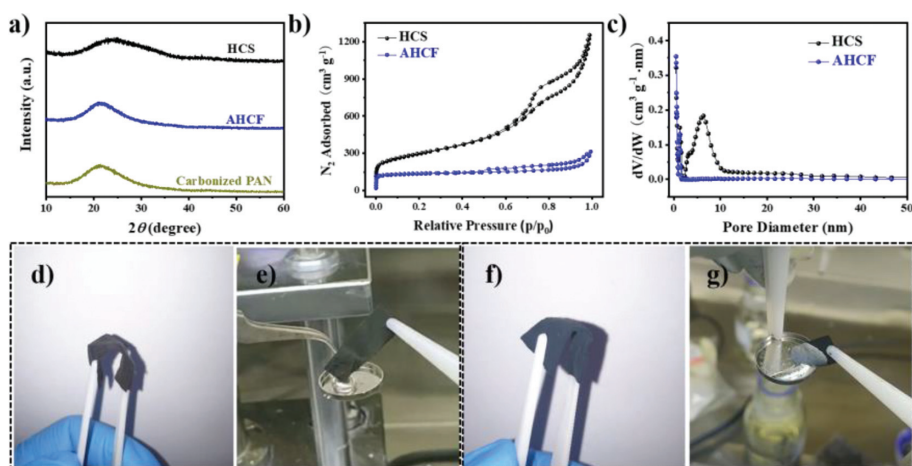 a)
HCS
AHCF
Carbonized PAN
Intensity (a.u.)
10 20 30 40 50 60
2θ (degree)
b)
HCS
AHCF
N₂ Adsorbed (cm³ g⁻¹)
1200
900
600
300
0
0.0 0.2 0.4 0.6 0.8 1.0
Relative Pressure (p/p₀)
c)
HCS
AHCF
dV/dW (cm³ g⁻¹ ·nm)
0.4
0.3
0.2
0.1
0.0
0 10 20 30 40 50
Pore Diameter (nm)
d)
e)
f)
g)